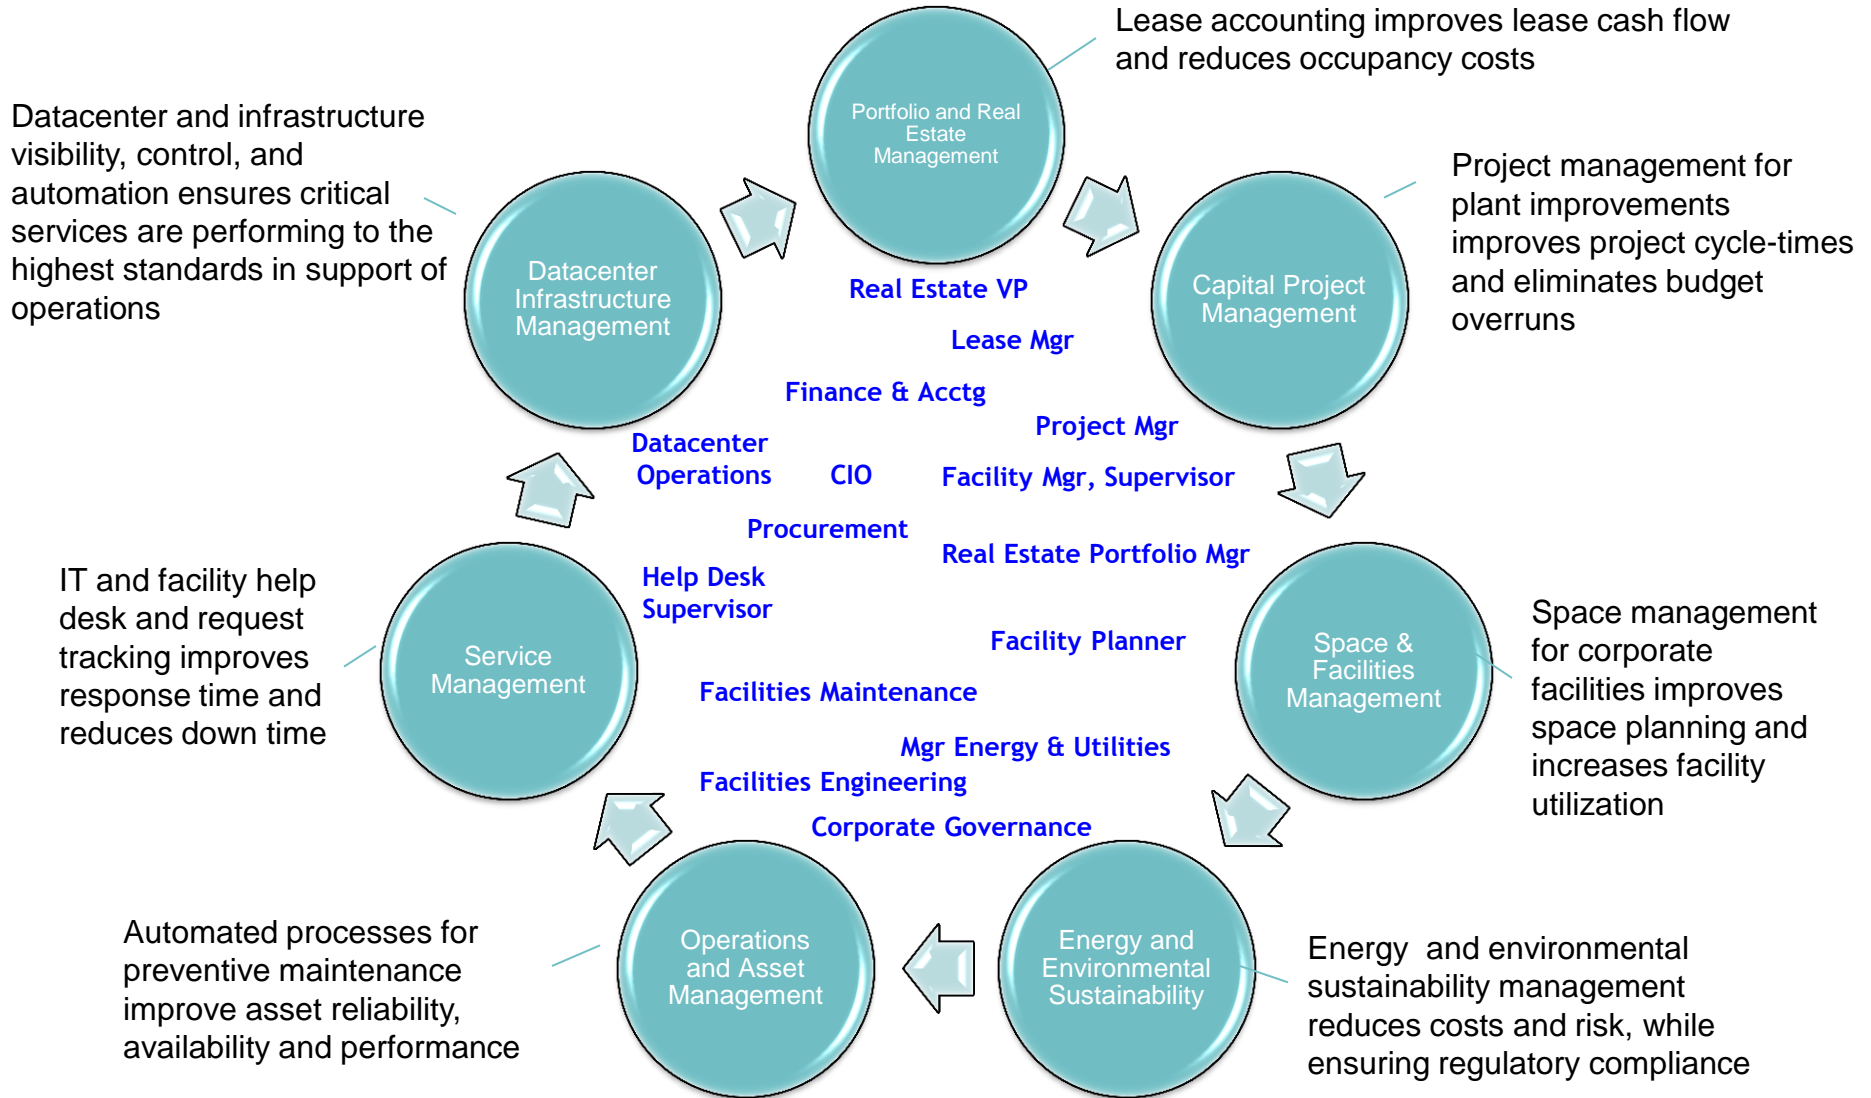 Lease accounting improves lease cash flow
and reduces occupancy costs
Portfolio and Real
Estate
Management
Datacenter and infrastructure
visibility, control, and
automation ensures critical
services are performing to the
highest standards in support of
operations
Project management for
plant improvements
improves project cycle-times
and eliminates budget
overruns
Datacenter
Infrastructure
Management
Capital Project
Management
Real Estate VP
Lease Mgr
Finance & Acctg
Project Mgr
Datacenter
Operations
CIO
Facility Mgr, Supervisor
Procurement
Real Estate Portfolio Mgr
Help Desk
Supervisor
Facility Planner
Facilities Maintenance
Mgr Energy & Utilities
Facilities Engineering
Corporate Governance
IT and facility help
desk and request
tracking improves
response time and
reduces down time
Service
Management
Space &
Facilities
Management
Space management
for corporate
facilities improves
space planning and
increases facility
utilization
Automated processes for
preventive maintenance
improve asset reliability,
availability and performance
Operations
and Asset
Management
Energy and
Environmental
Sustainability
Energy  and environmental
sustainability management
reduces costs and risk, while
ensuring regulatory compliance